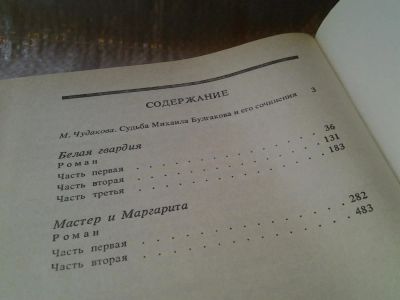 СОДЕРЖАНИЕ
М. Чудакова. Судьба Михаила Булгакова и его сочинения 3
Белая гвардия
Роман
Часть первая 36
Часть вторая 131
Часть третья 183
Мастер и Маргарита
Роман
Часть первая 282
Часть вторая 483